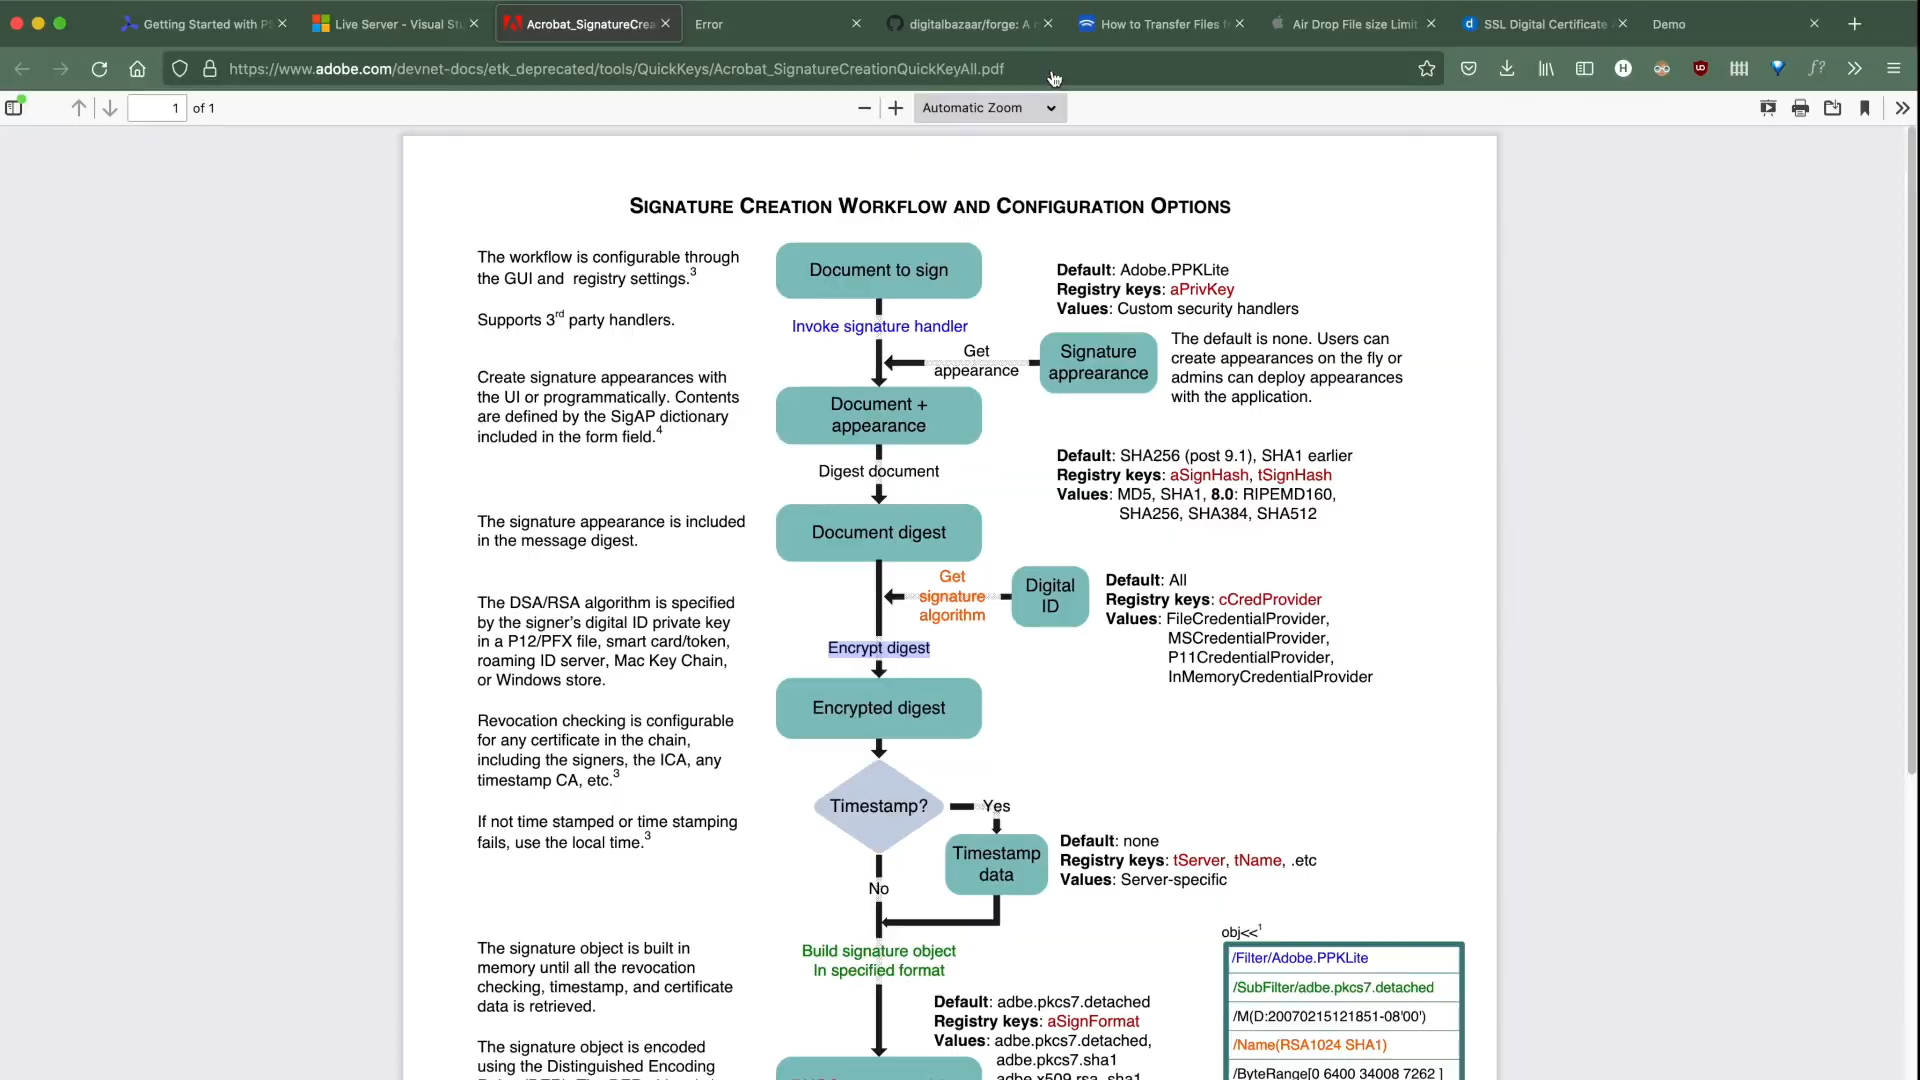 Getting Started with PS
Live Server - Visual Stu
Acrobat_SignatureCrea
Error
digitalbazaar/forge: A n
How to Transfer Files f
Air Drop File size Limit
SSL Digital Certificate
Demo
https://www.adobe.com/devnet-docs/etk_deprecated/tools/QuickKeys/Acrobat_SignatureCreationQuickKeyAll.pdf
1 of 1
Automatic Zoom
SIGNATURE CREATION WORKFLOW AND CONFIGURATION OPTIONS
The workflow is configurable through
the GUI and registry settings.3
Supports 3rd party handlers.
Document to sign
Default: Adobe.PPKLite
Registry keys: aPrivKey
Values: Custom security handlers
Invoke signature handler
Get
appearance
Signature
apprearance
The default is none. Users can
create appearances on the fly or
admins can deploy appearances
with the application.
Create signature appearances with
the UI or programmatically. Contents
are defined by the SigAP dictionary
included in the form field.4
Document +
appearance
Digest document
Default: SHA256 (post 9.1), SHA1 earlier
Registry keys: aSignHash, tSignHash
Values: MD5, SHA1, 8.0: RIPEMD160,
SHA256, SHA384, SHA512
The signature appearance is included
in the message digest.
Document digest
Get
signature
algorithm
Digital
ID
Default: All
Registry keys: cCredProvider
Values: FileCredentialProvider,
MSCredentialProvider,
P11CredentialProvider,
InMemoryCredentialProvider
The DSA/RSA algorithm is specified
by the signer's digital ID private key
in a P12/PFX file, smart card/token,
roaming ID server, Mac Key Chain,
or Windows store.
Encrypt digest
Encrypted digest
Revocation checking is configurable
for any certificate in the chain,
including the signers, the ICA, any
timestamp CA, etc.3
Timestamp?
Yes
If not time stamped or time stamping
fails, use the local time.3
Timestamp
data
Default: none
Registry keys: tServer, tName, .etc
Values: Server-specific
No
Build signature object
In specified format
The signature object is built in
memory until all the revocation
checking, timestamp, and certificate
data is retrieved.
Default: adbe.pkcs7.detached
Registry keys: aSignFormat
Values: adbe.pkcs7.detached,
adbe.pkcs7.sha1
adbe.x509.rsa_sha1
The signature object is encoded
using the Distinguished Encoding
obj<<1
/Filter/Adobe.PPKLite
/SubFilter/adbe.pkcs7.detached
/M(D:20070215121851-08'00')
/Name(RSA1024 SHA1)
/ByteRange[0 6400 34008 7262 ]